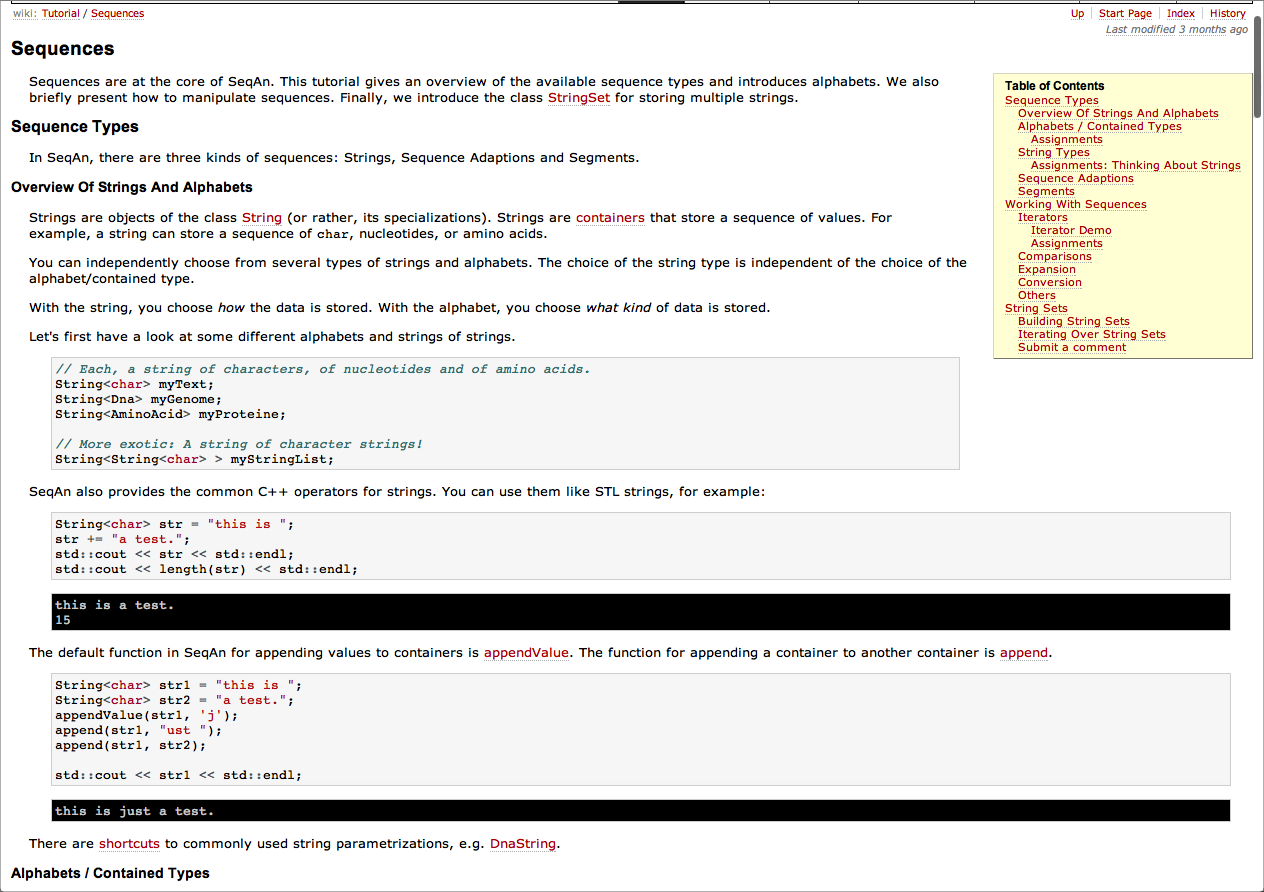 wiki: Tutorial / Sequences
Up | Start Page | Index | History
Last modified 3 months ago
Sequences
Sequences are at the core of SeqAn. This tutorial gives an overview of the available sequence types and introduces alphabets. We also
briefly present how to manipulate sequences. Finally, we introduce the class StringSet for storing multiple strings.
Table of Contents
Sequence Types
Overview Of Strings And Alphabets
Alphabets / Contained Types
Assignments
String Types
Assignments: Thinking About Strings
Sequence Adaptions
Segments
Working With Sequences
Iterators
Iterator Demo
Assignments
Comparisons
Expansion
Conversion
Others
String Sets
Building String Sets
Iterating Over String Sets
Submit a comment
Sequence Types
In SeqAn, there are three kinds of sequences: Strings, Sequence Adaptions and Segments.
Overview Of Strings And Alphabets
Strings are objects of the class String (or rather, its specializations). Strings are containers that store a sequence of values. For
example, a string can store a sequence of char, nucleotides, or amino acids.
You can independently choose from several types of strings and alphabets. The choice of the string type is independent of the choice of the
alphabet/contained type.
With the string, you choose how the data is stored. With the alphabet, you choose what kind of data is stored.
Let's first have a look at some different alphabets and strings of strings.
// Each, a string of characters, of nucleotides and of amino acids.
String<char> myText;
String<Dna> myGenome;
String<AminoAcid> myProteine;
// More exotic: A string of character strings!
String<String<char> > myStringList;
SeqAn also provides the common C++ operators for strings. You can use them like STL strings, for example:
String<char> str = "this is ";
str += "a test.";
std::cout << str << std::endl;
std::cout << length(str) << std::endl;
this is a test.
15
The default function in SeqAn for appending values to containers is appendValue. The function for appending a container to another container is append.
String<char> str1 = "this is ";
String<char> str2 = "a test.";
appendValue(str1, 'j');
append(str1, "ust ");
append(str1, str2);
std::cout << str1 << std::endl;
this is just a test.
There are shortcuts to commonly used string parametrizations, e.g. DnaString.
Alphabets / Contained Types